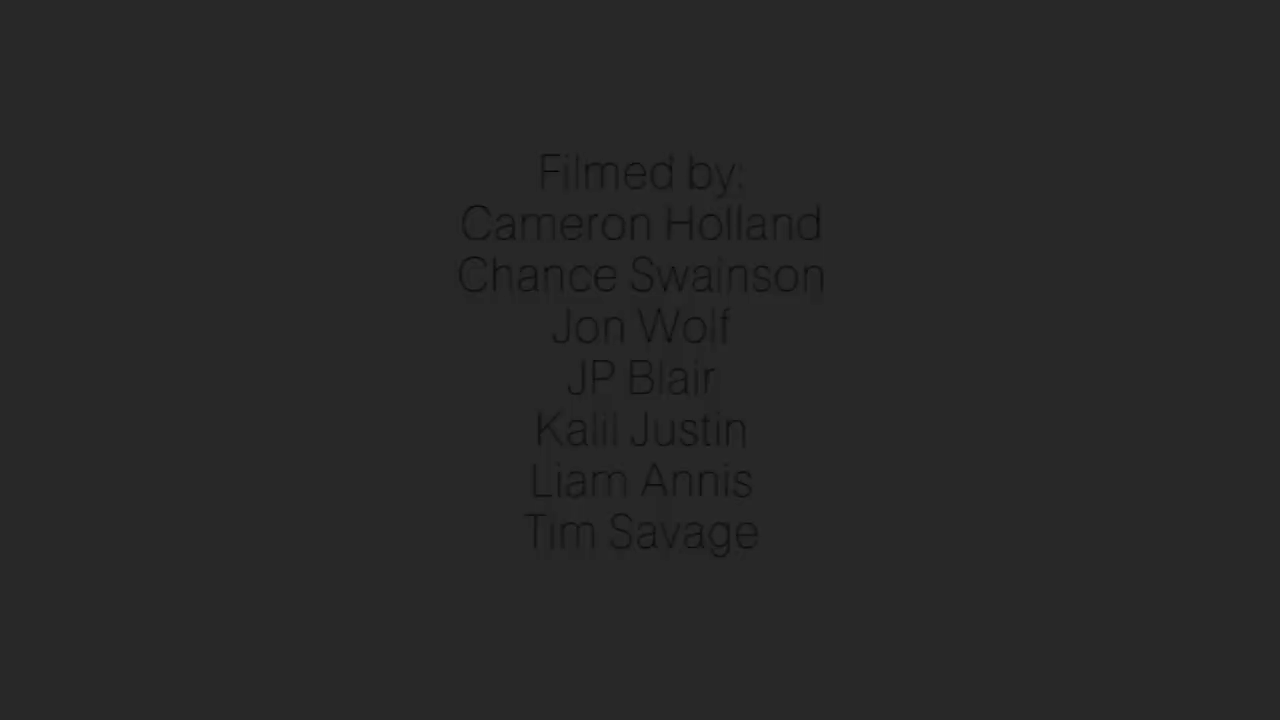 Filmed by:
Cameron Holland
Chance Swainson
Jon Wolf
JP Blair
Kalil Justin
Liam Annis
Tim Savage